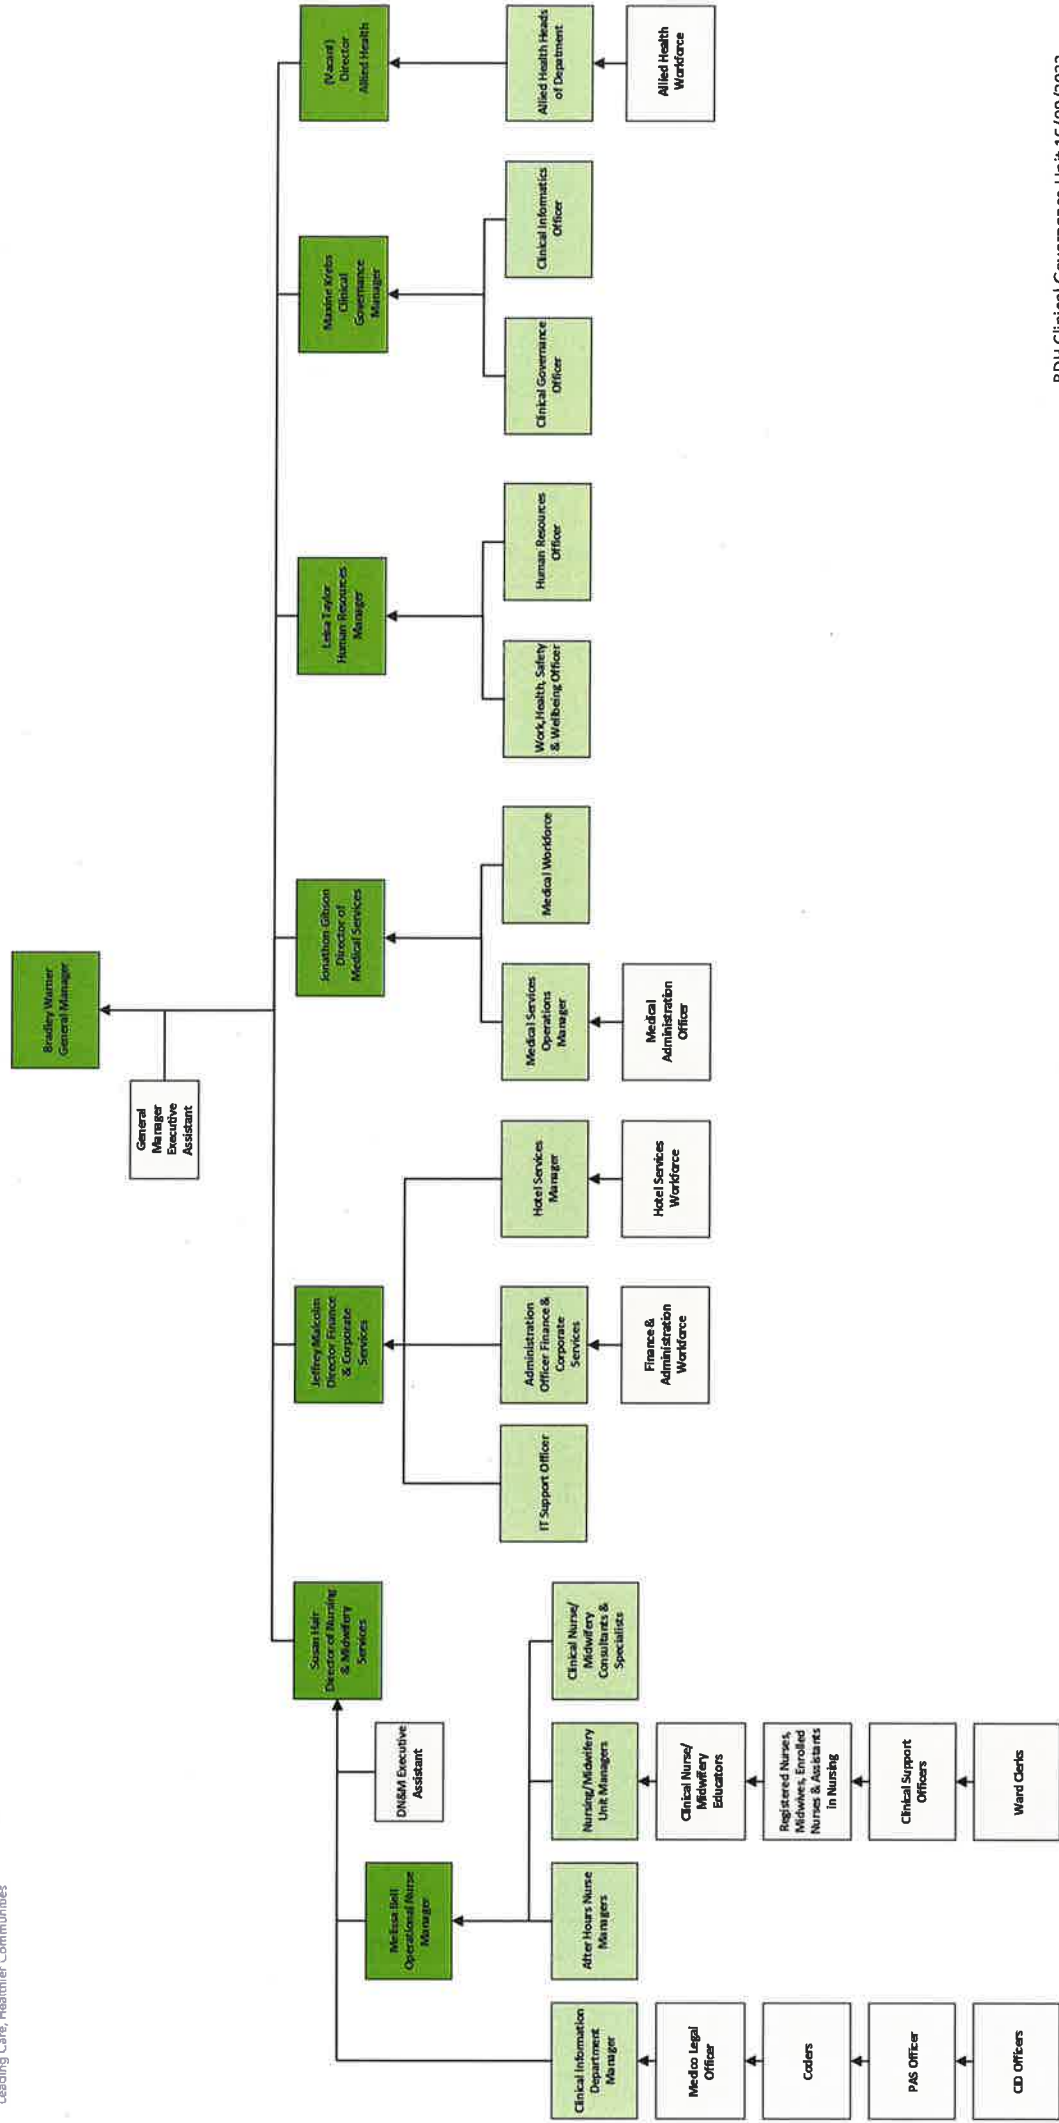 Leading Care, Healthier Communities
Bradley Warner
General Manager
General
Manager
Executive
Assistant
Susan Hair
Director of Nursing
& Midwifery
Services
Jeffrey Malcolm
Director Finance
& Corporate
Services
Jonathon Gibson
Director of
Medical Services
Leisa Taylor
Human Resources
Manager
Maxine Krebs
Clinical
Governance
Manager
(Vacant)
Director
Allied Health
DN&M Executive
Assistant
Melissa Bell
Operational Nurse
Manager
IT Support Officer
Administration
Officer Finance &
Corporate
Services
Hotel Services
Manager
Medical Services
Operations
Manager
Medical Workforce
Work,Health, Safety
& Wellbeing Officer
Human Resources
Officer
Clinical Governance
Officer
Clinical Informatics
Officer
Allied Health Heads
of Depatment
Clinical Information
Department
Manager
After Hours Nurse
Managers
Nursing/Midwifery
Unit Managers
Clinical Nurse/
Midwifery
Consultants &
Specialists
Finance &
Administration
Workforce
Hotel Services
Workforce
Medical
Administration
Officer
Allied Health
Workforce
Medico Legal
Officer
Clinical Nurse/
Midwifery
Educators
Coders
Registered Nurses,
Midwives, Enrolled
Nurses & Assistants
in Nursing
PAS Officer
Clinical Support
Officers
CID Officers
Ward Clerks
Clinical Governance Unit 16/09/2022